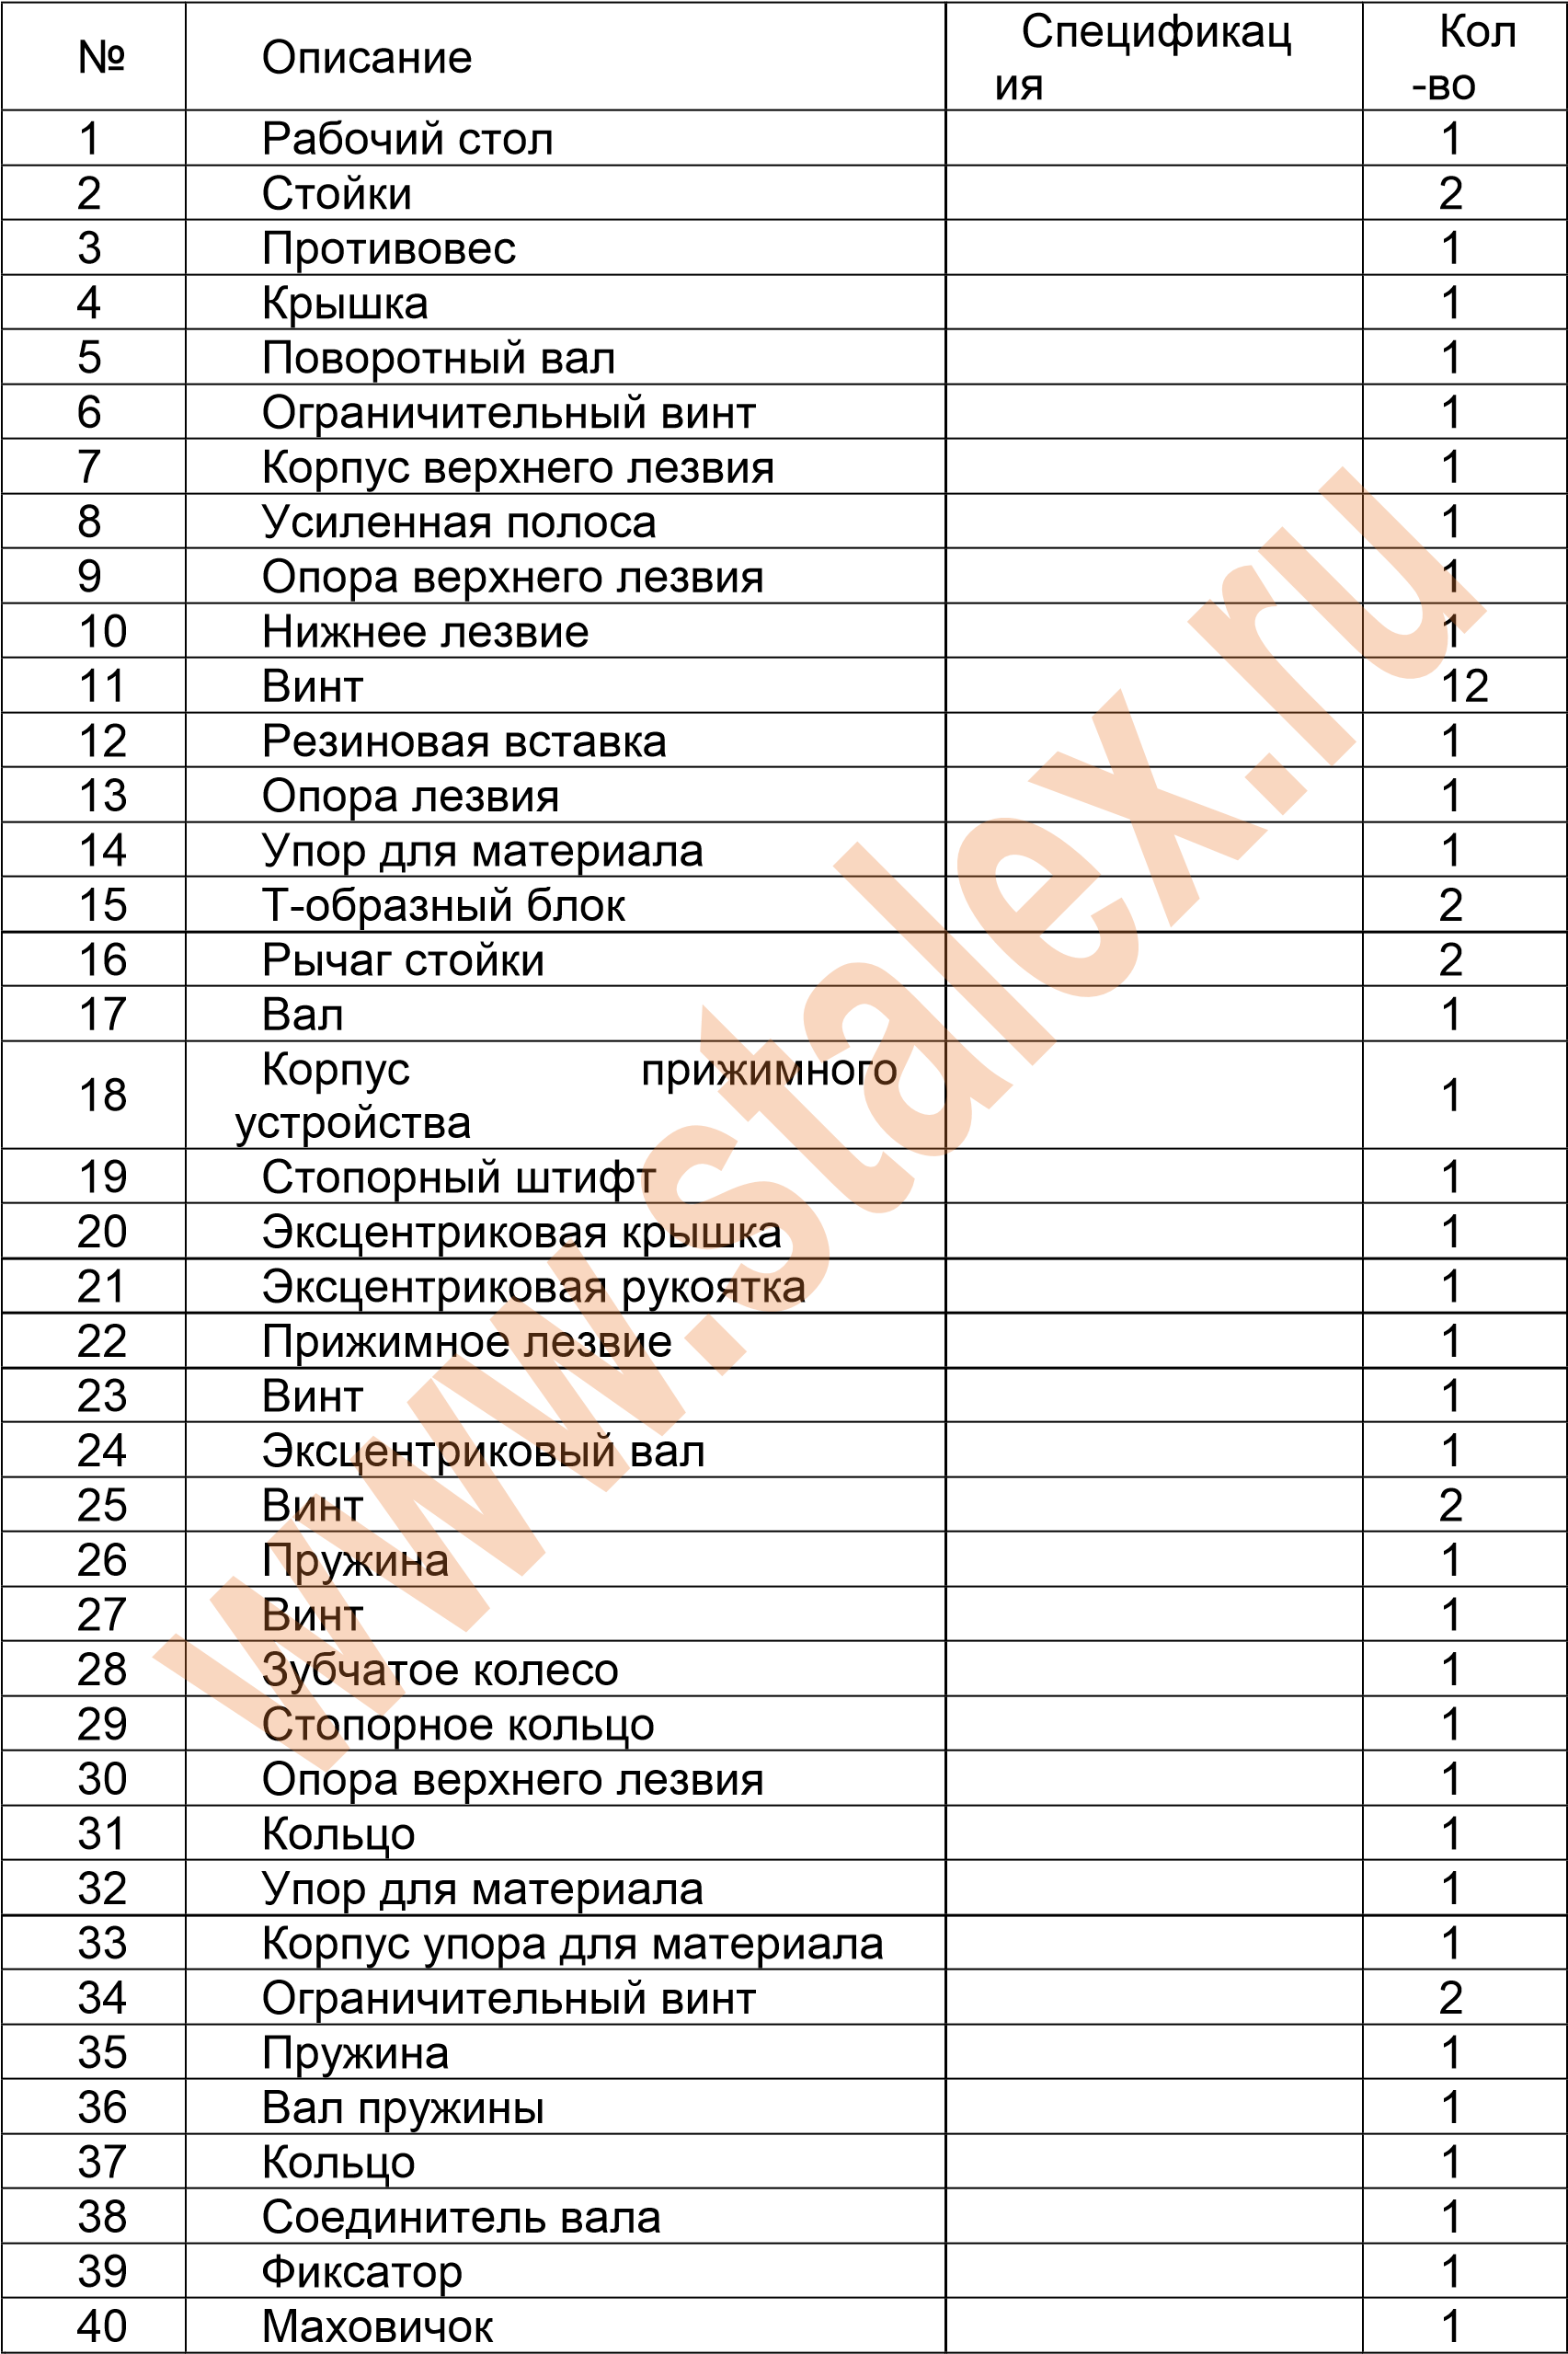 № Описание Спецификац Кол
ия -во
1 Рабочий стол 1
2 Стойки 2
3 Противовес 1
4 Крышка 1
5 Поворотный вал 1
6 Ограничительный винт 1
7 Корпус верхнего лезвия 1
8 Усиленная полоса 1
9 Опора верхнего лезвия 1
10 Нижнее лезвие 1
11 Винт 12
12 Резиновая вставка 1
13 Опора лезвия 1
14 Упор для материала 1
15 Т-образный блок 2
16 Рычаг стойки 2
17 Вал 1
18 Корпус прижимного 1
устройства
19 Стопорный штифт 1
20 Эксцентриковая крышка 1
21 Эксцентриковая рукоятка 1
22 Прижимное лезвие 1
23 Винт 1
24 Эксцентриковый вал 1
25 Винт 2
26 Пружина 1
27 Винт 1
28 Зубчатое колесо 1
29 Стопорное кольцо 1
30 Опора верхнего лезвия 1
31 Кольцо 1
32 Упор для материала 1
33 Корпус упора для материала 1
34 Ограничительный винт 2
35 Пружина 1
36 Вал пружины 1
37 Кольцо 1
38 Соединитель вала 1
39 Фиксатор 1
40 Маховичок 1
www.stalex.ru